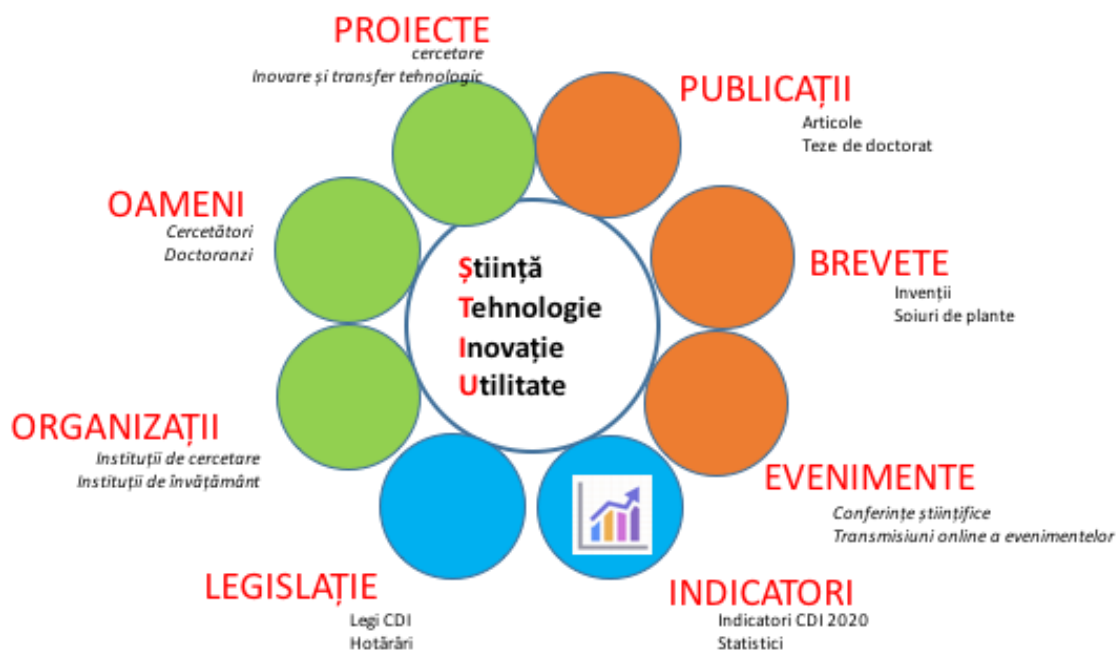 PROIECTE
cercetare
Inovare și transfer tehnologic
PUBLICAȚII
Articole
Teze de doctorat
OAMENI
Cercetători
Doctoranzi
BREVETE
Invenții
Soiuri de plante
Știință
Tehnologie
Inovație
Utilitate
ORGANIZAȚII
Instituții de cercetare
Instituții de învățământ
EVENIMENTE
Conferințe științifice
Transmisiuni online a evenimentelor
LEGISLAȚIE
Legi CDI
Hotărâri
INDICATORI
Indicatori CDI 2020
Statistici